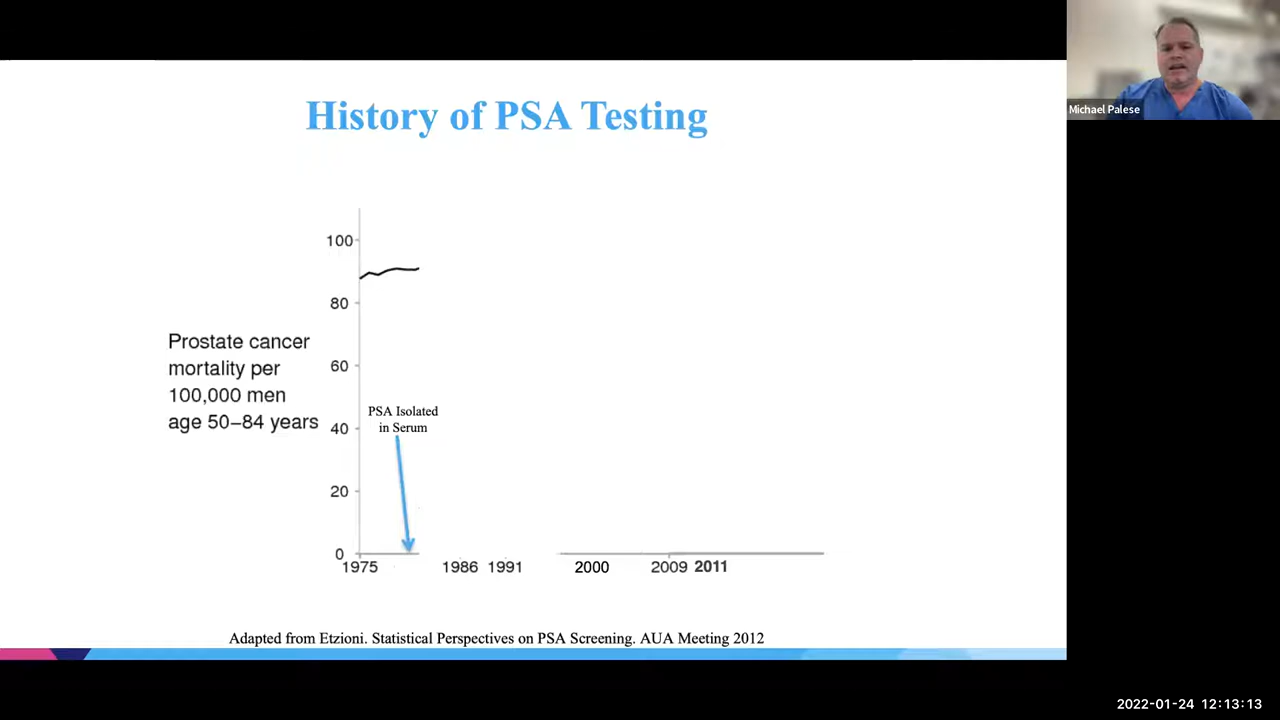 History of PSA Testing
Michael Palese
100
80
Prostate cancer
mortality per
100,000 men
age 50–84 years
60
PSA Isolated
in Serum
40
20
0
1975
1986
1991
2000
2009
2011
Adapted from Etzioni. Statistical Perspectives on PSA Screening. AUA Meeting 2012
2022-01-24 12:13:13